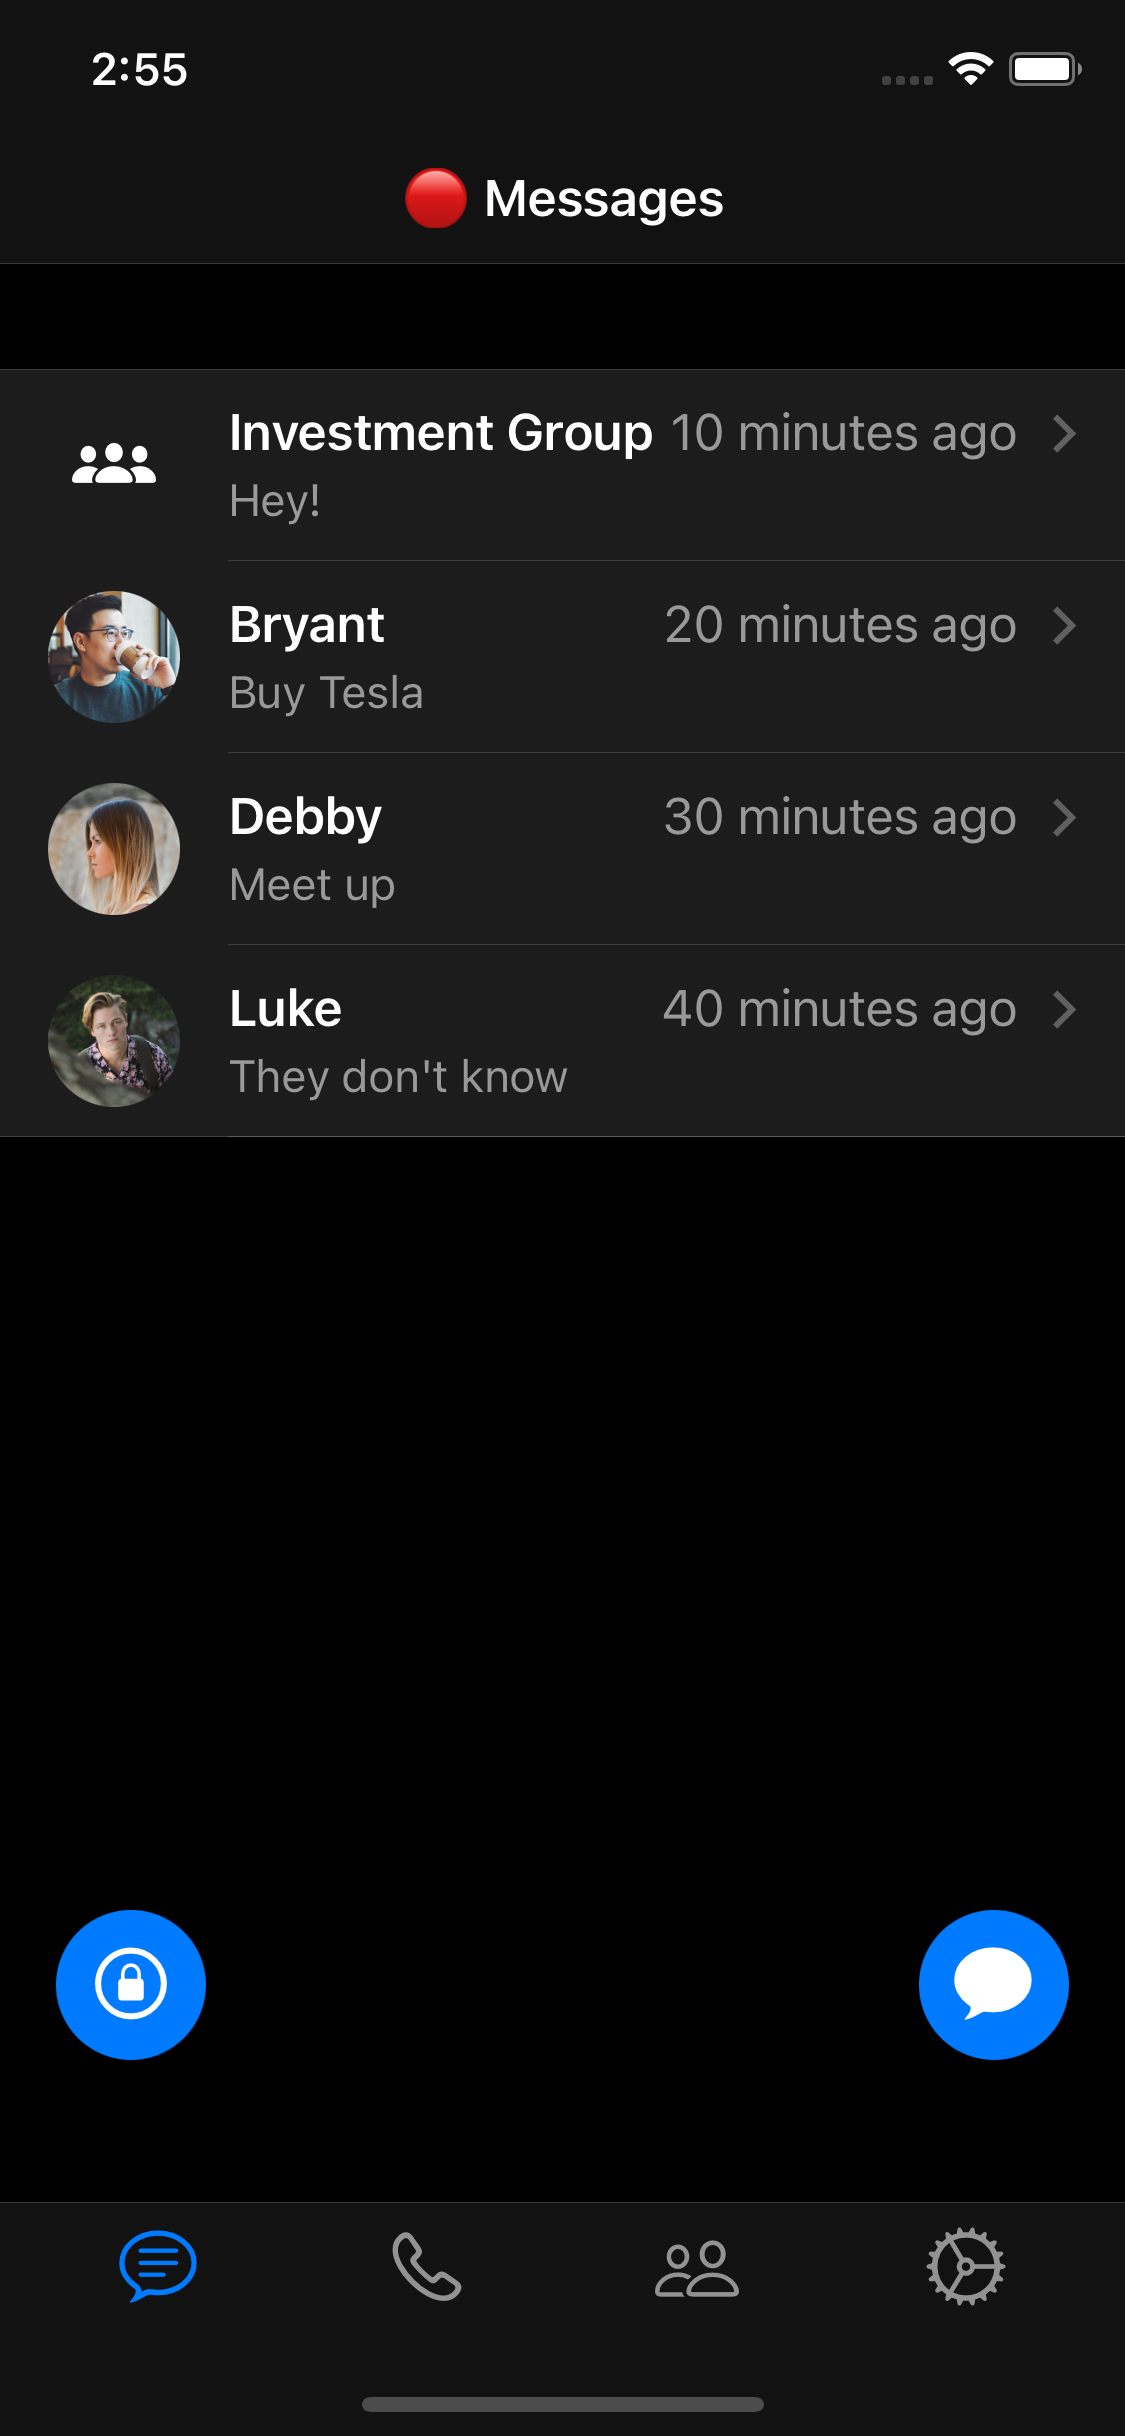 2:55
🔴 Messages
Investment Group 10 minutes ago
Hey!
Bryant 20 minutes ago
Buy Tesla
Debby 30 minutes ago
Meet up
Luke 40 minutes ago
They don't know